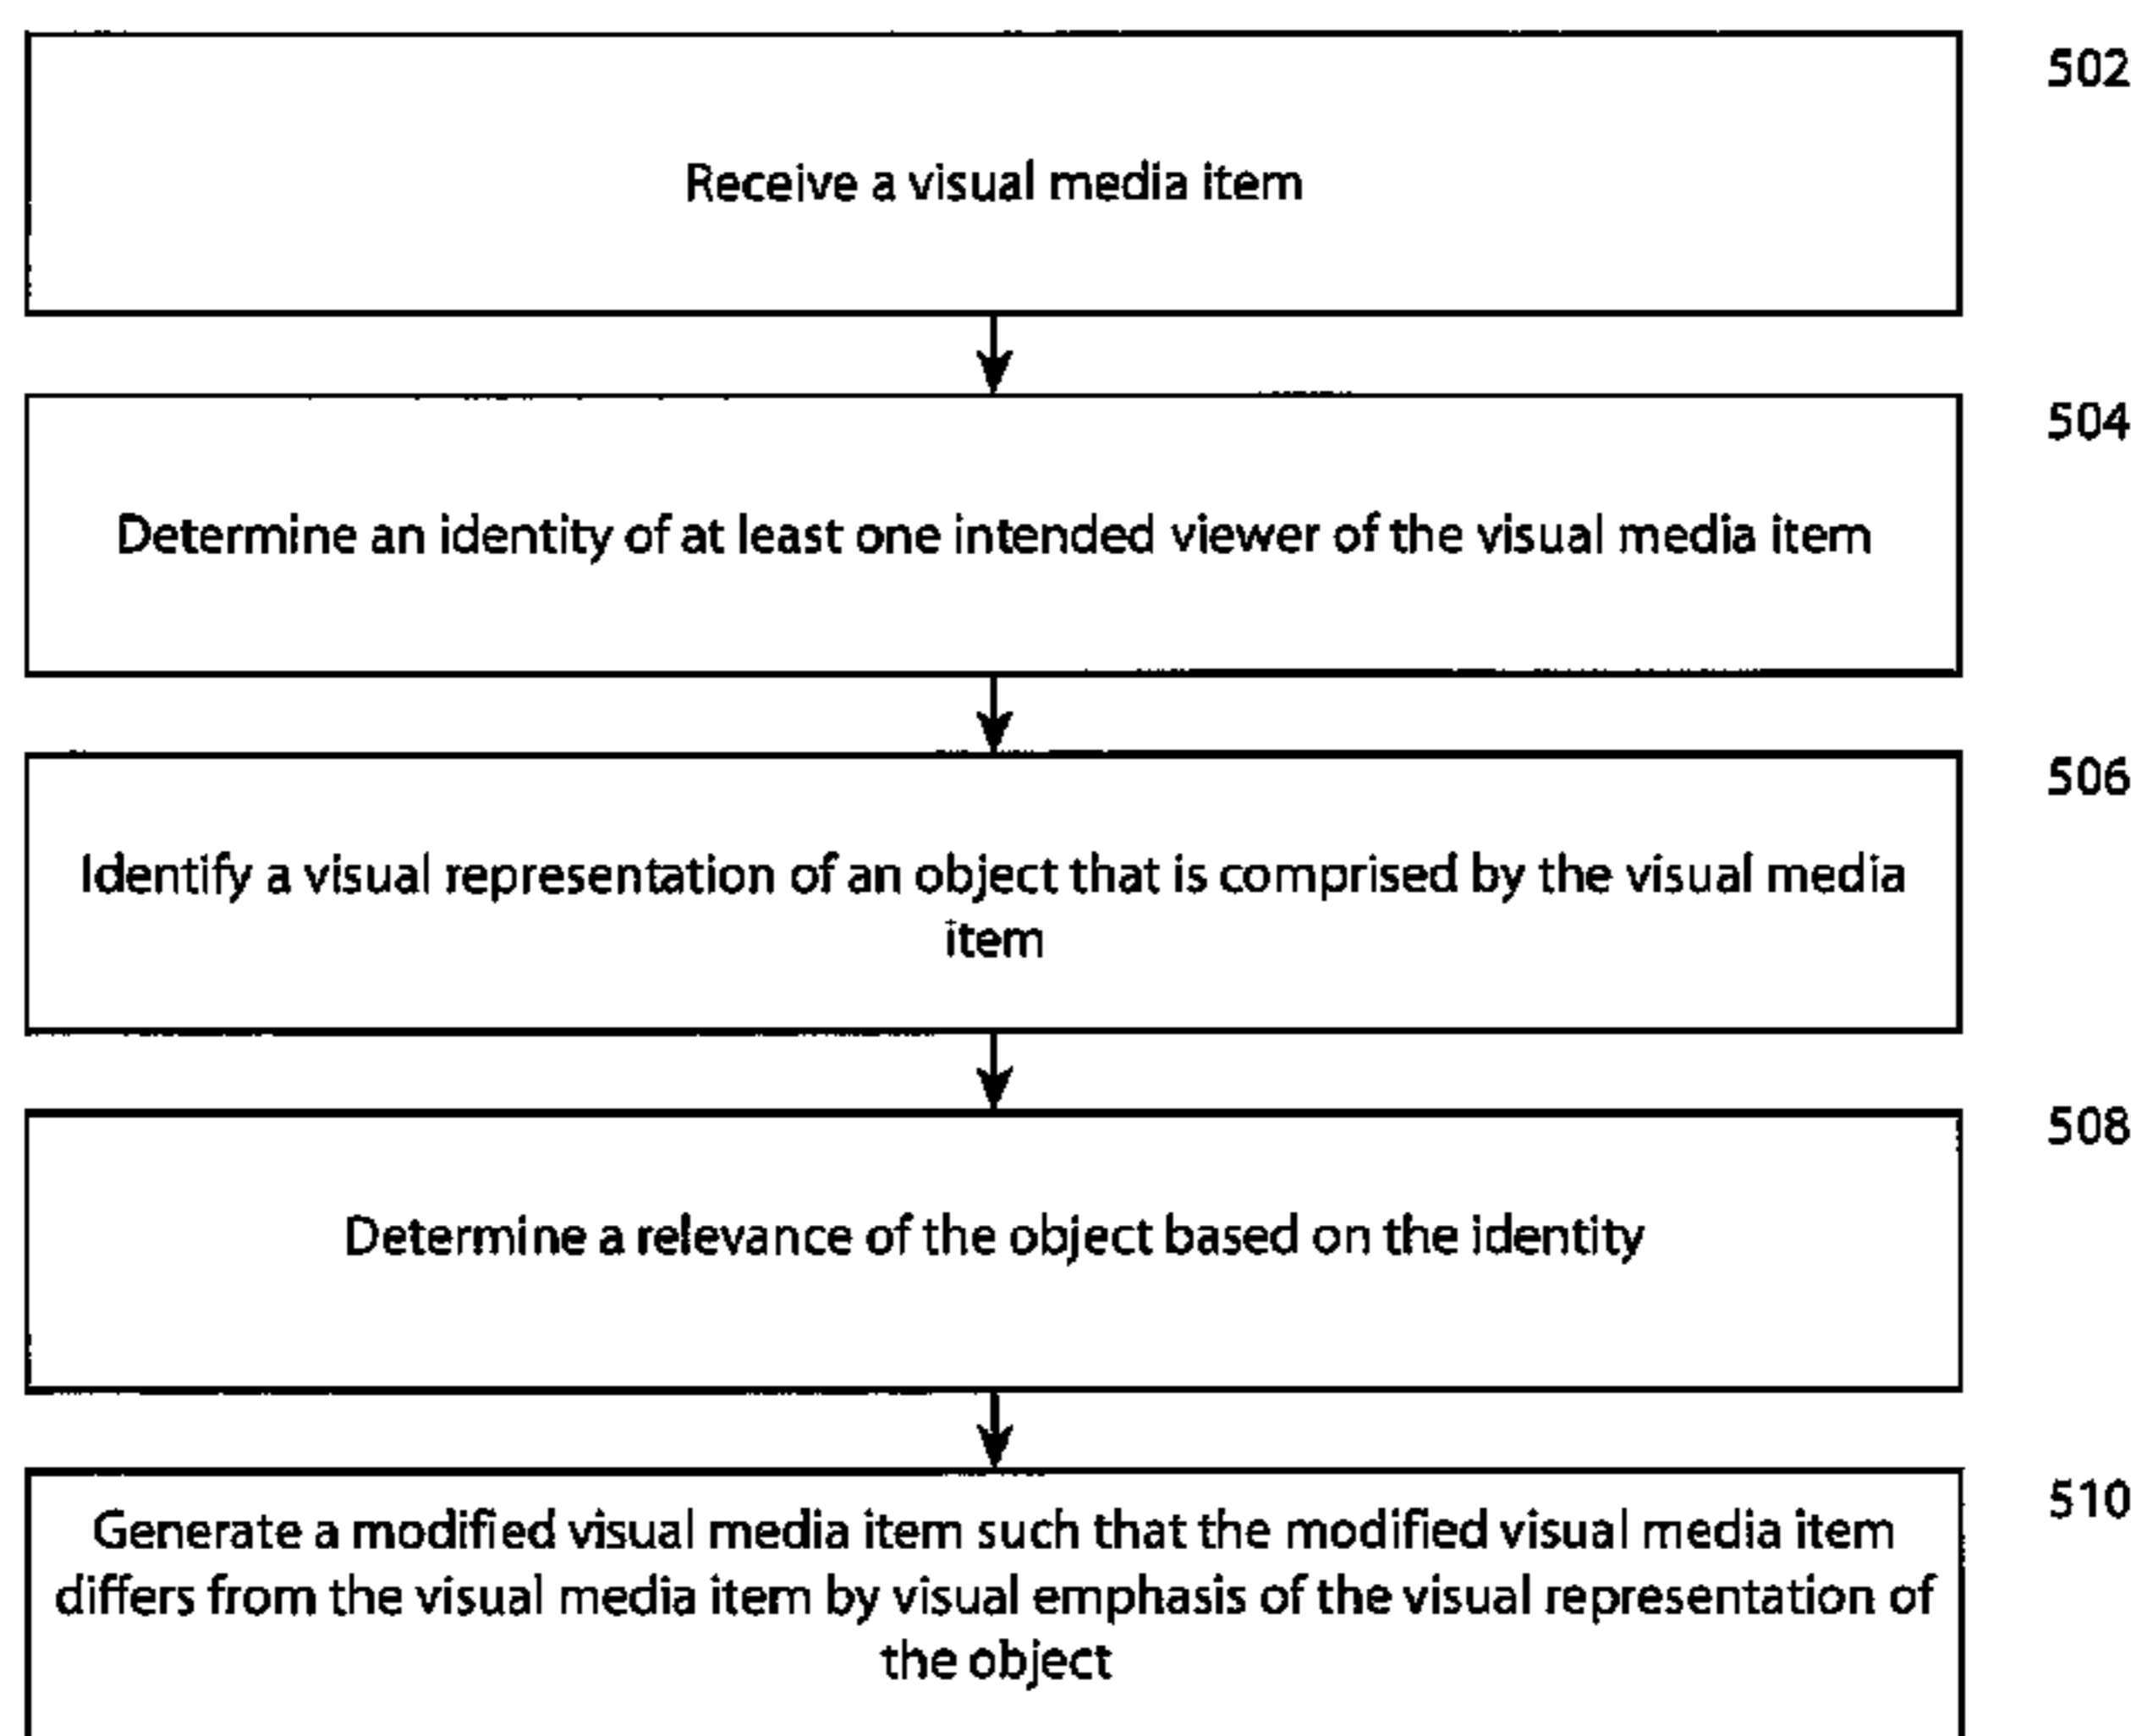 502
Receive a visual media item
504
Determine an identity of at least one intended viewer of the visual media item
506
Identify a visual representation of an object that is comprised by the visual media
item
508
Determine a relevance of the object based on the identity
510
Generate a modified visual media item such that the modified visual media item
differs from the visual media item by visual emphasis of the visual representation of
the object